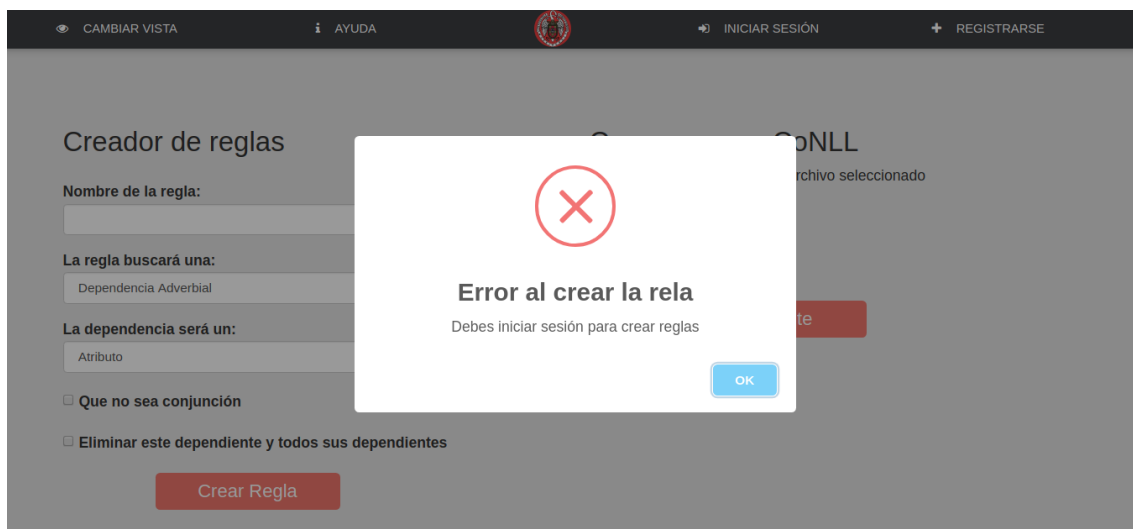 CAMBIAR VISTA
AYUDA
INICIAR SESIÓN
REGISTRARSE
Creador de reglas
Nombre de la regla:
La regla buscará una:
Dependencia Adverbial
La dependencia será un:
Atributo
Que no sea conjunción
Eliminar este dependiente y todos sus dependientes
Crear Regla
Error al crear la rela
Debes iniciar sesión para crear reglas
OK
seleccionado